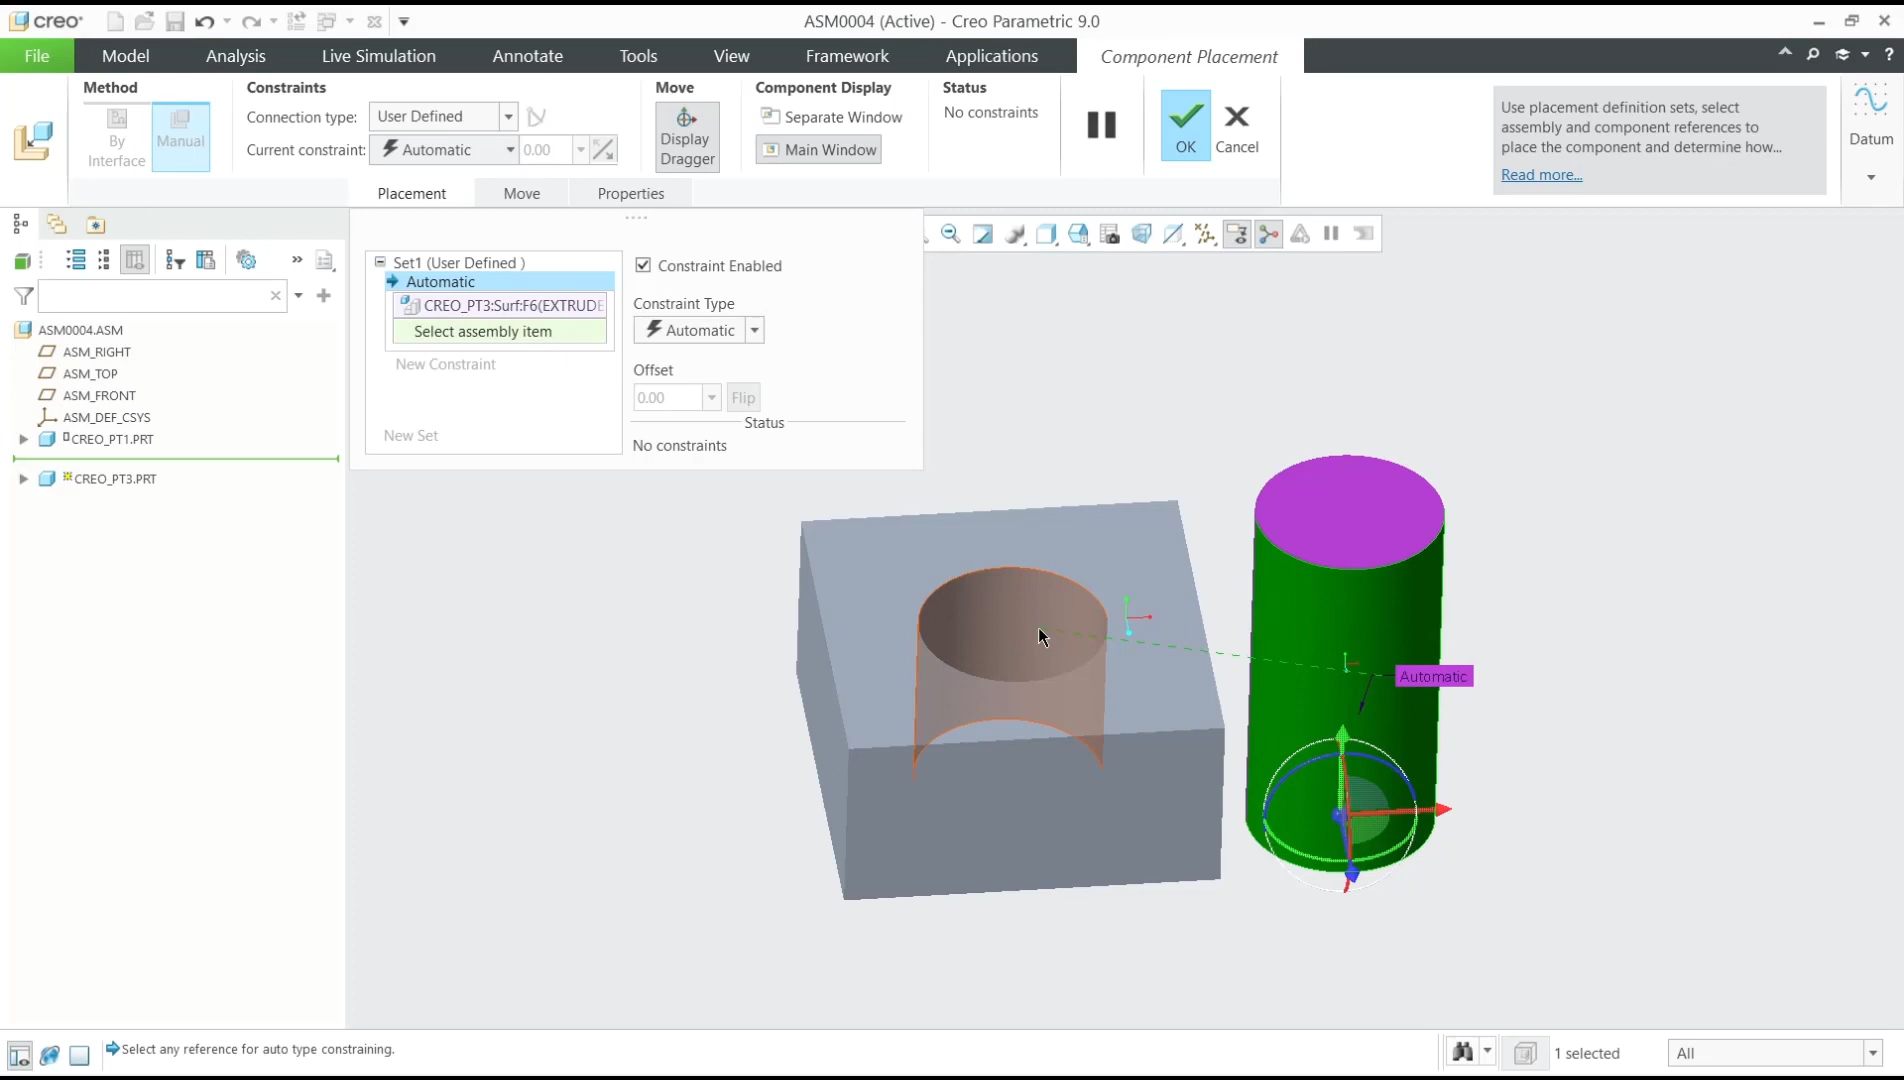 creo
ASM0004 (Active) - Creo Parametric 9.0
File
Model
Analysis
Live Simulation
Annotate
Tools
View
Framework
Applications
Component Placement
?
Method
By
Interface
Manual
Constraints
Connection type:
User Defined
Current constraint:
Automatic
0.00
Move
Display
Dragger
Component Display
Separate Window
Main Window
Status
No constraints
OK
Cancel
Use placement definition sets, select
assembly and component references to
place the component and determine how...
Read more...
Datum
Placement
Move
Properties
Set1 (User Defined )
Automatic
CREO_PT3:Surf:F6(EXTRUDE
Select assembly item
New Constraint
New Set
Constraint Enabled
Constraint Type
Automatic
Offset
0.00
Flip
Status
No constraints
ASM0004.ASM
ASM_RIGHT
ASM_TOP
ASM_FRONT
ASM_DEF_CSYS
CREO_PT1.PRT
CREO_PT3.PRT
Automatic
Select any reference for auto type constraining.
1 selected
All